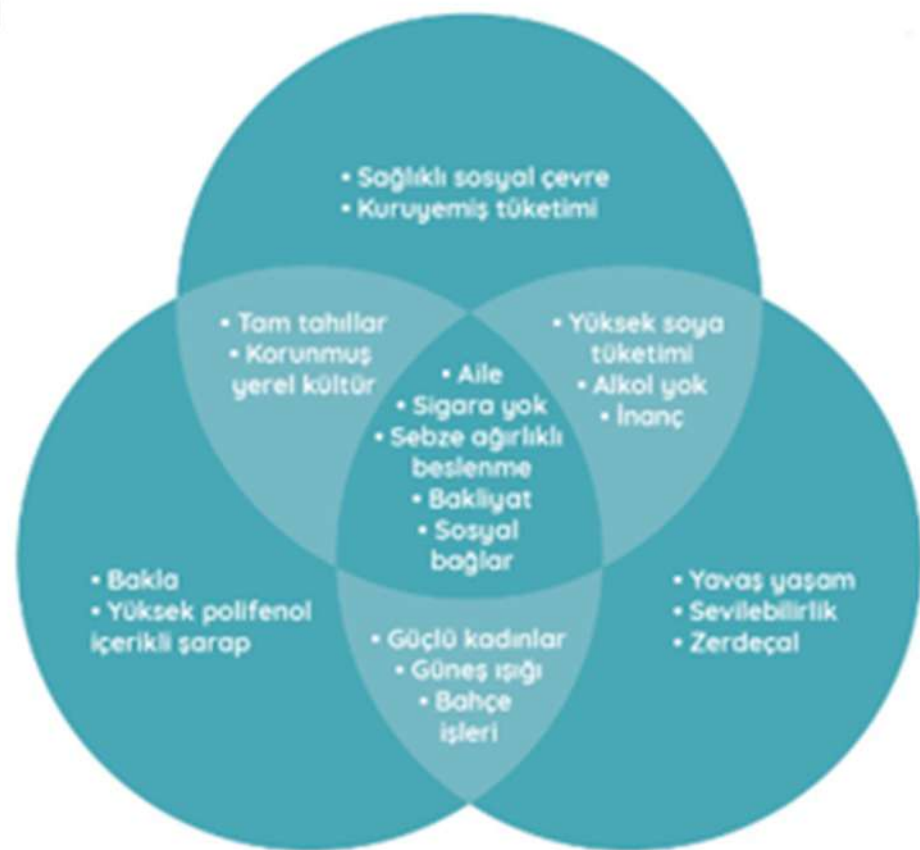 • Sağlıklı sosyal çevre
• Kuruyemiş tüketimi
• Tam tahıllar
• Korunmuş
yerel kültür
• Yüksek soya
tüketimi
• Alkol yok
• İnanç
• Aile
• Sigara yok
• Sebze ağırlıklı
beslenme
• Bakliyat
• Sosyal
bağlar
• Bakla
• Yüksek polifenol
içerikli şarap
• Güçlü kadınlar
• Güneş ışığı
• Bahçe
işleri
• Yavaş yaşam
• Sevilebilirlik
• Zerdeçal